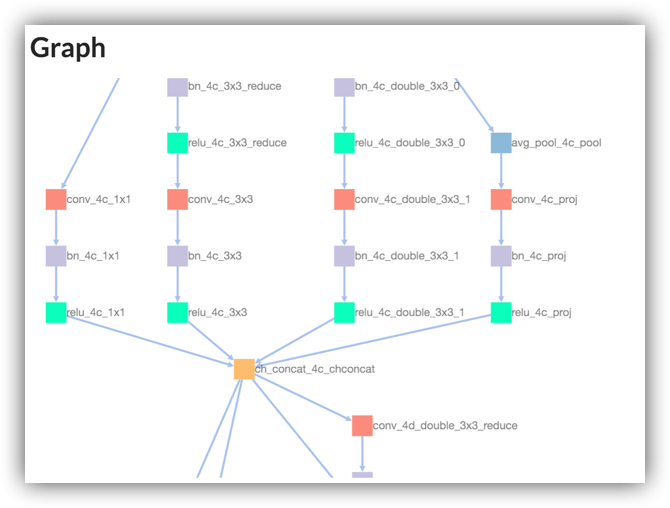 Graph
bn_4c_3x3_reduce
bn_4c_double_3x3_0
relu_4c_3x3_reduce
relu_4c_double_3x3_0
avg_pool_4c_pool
conv_4c_1x1
conv_4c_3x3
conv_4c_double_3x3_1
conv_4c_proj
bn_4c_1x1
bn_4c_3x3
bn_4c_double_3x3_1
bn_4c_proj
relu_4c_1x1
relu_4c_3x3
relu_4c_double_3x3_1
relu_4c_proj
ch_concat_4c_chconcat
conv_4d_double_3x3_reduce